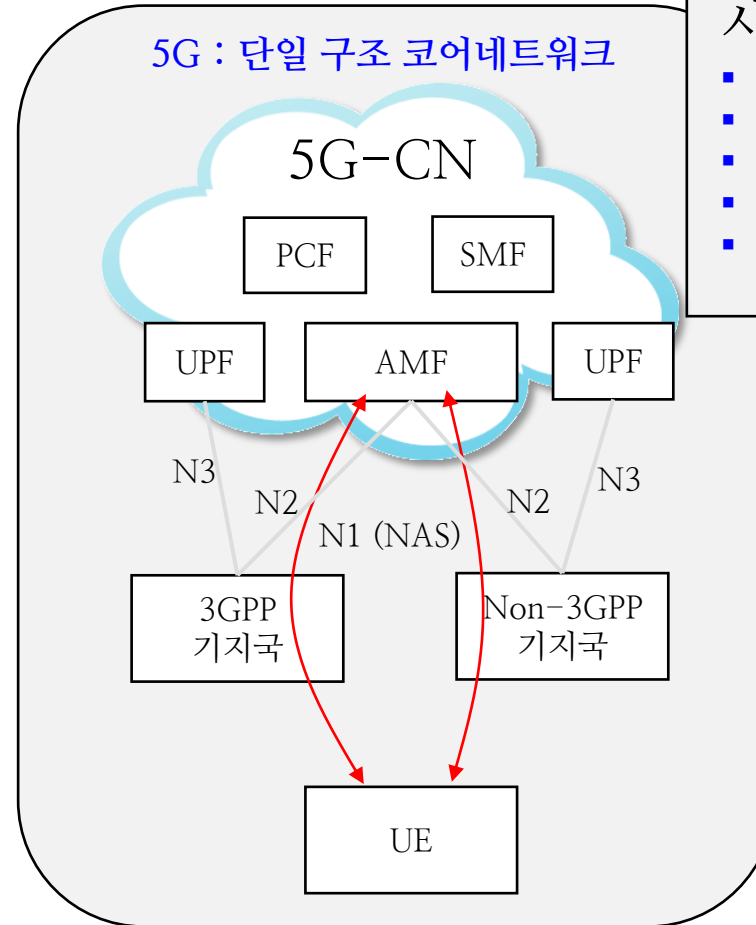 5G : 단일 구조 코어네트워크
5G-CN
PCF
SMF
UPF
AMF
UPF
N3
N2
N2
N3
N1 (NAS)
3GPP
기지국
Non-3GPP
기지국
UE